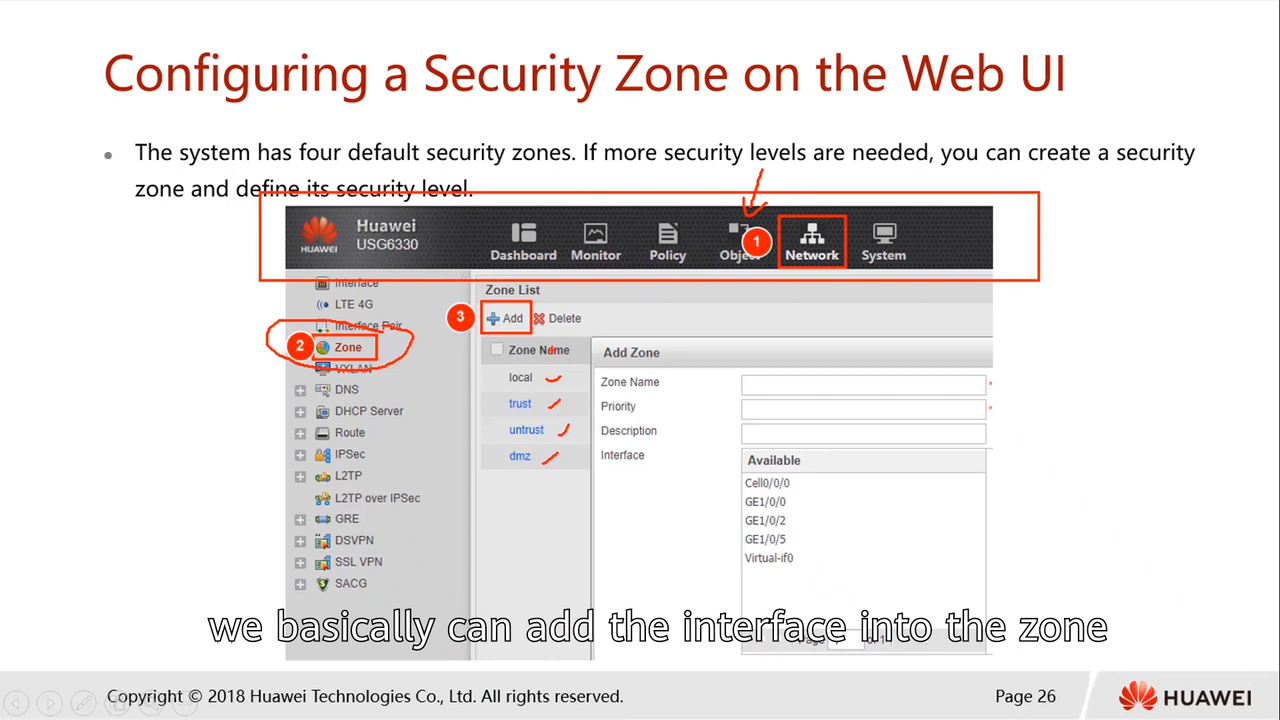 Configuring a Security Zone on the Web UI
• The system has four default security zones. If more security levels are needed, you can create a security
zone and define its security level.
HUAWEI
Huawei
USG6330
Dashboard
Monitor
Policy
Object
1
Network
System
Interface
LTE 4G
Interface Pair
2
Zone
VXLAN
DNS
DHCP Server
Route
IPSec
L2TP
L2TP over IPSec
GRE
DSVPN
SSL VPN
SACG
Zone List
3
Add
Delete
Zone Name
local
trust
untrust
dmz
Add Zone
Zone Name
*
Priority
*
Description
Interface
Available
Cell0/0/0
GE1/0/0
GE1/0/2
GE1/0/5
Virtual-if0
we basically can add the interface into the zone
Copyright © 2018 Huawei Technologies Co., Ltd. All rights reserved.
Page 26
HUAWEI